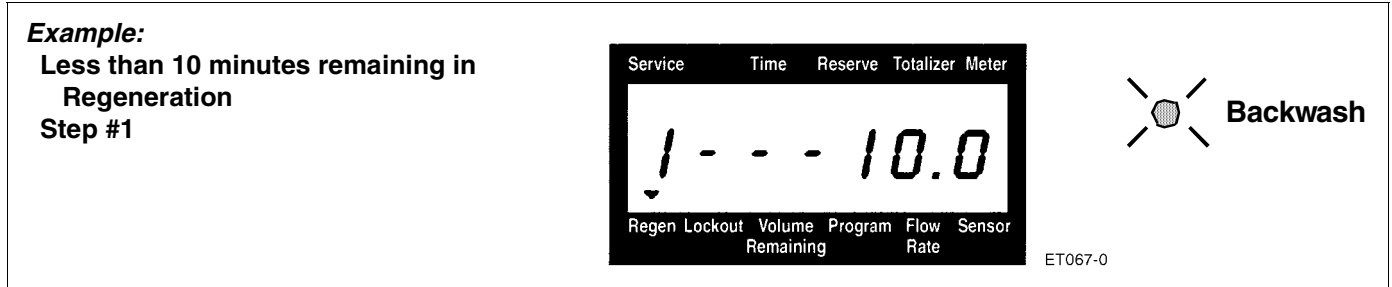 Example:
Less than 10 minutes remaining in
Regeneration
Step #1
Service Time Reserve Totalizer Meter
1 - - - 10.0
Regen Lockout Volume Remaining Program Flow Rate Sensor
Backwash
ET067-0